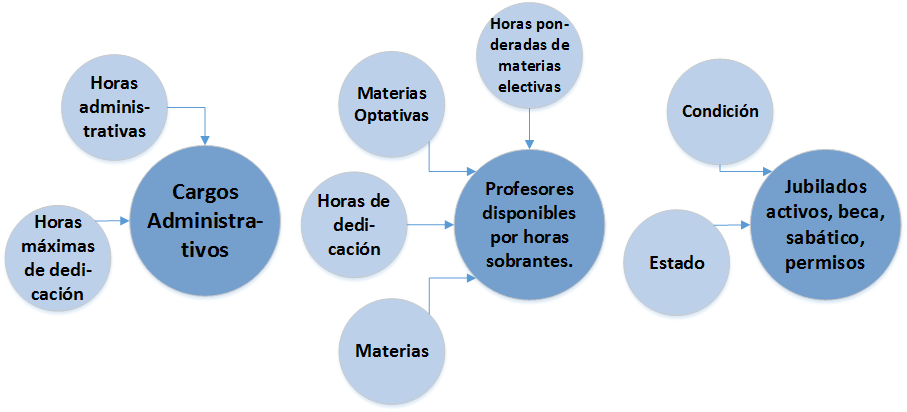 Horas
adminis-
trativas
Cargos
Administra-
tivos
Horas
máximas
de dedi-
cación
Horas pon-
deradas de
materias
electivas
Materias
Optativas
Horas de
dedi-
cación
Profesores
disponibles
por horas
sobrantes.
Materias
Condición
Jubilados
activos, beca,
sabático,
permisos
Estado